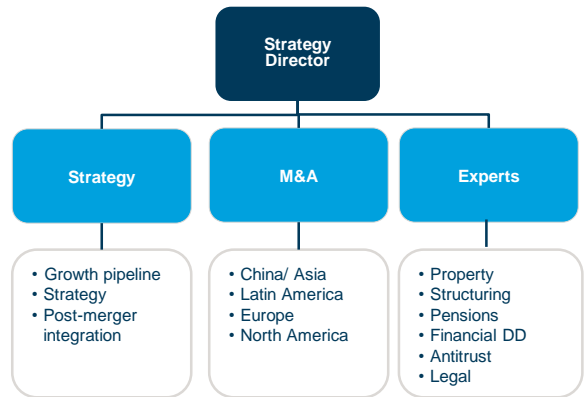 Strategy
Director
Strategy
M&A
Experts
• Growth pipeline
• Strategy
• Post-merger
integration
• China/ Asia
• Latin America
• Europe
• North America
• Property
• Structuring
• Pensions
• Financial DD
• Antitrust
• Legal